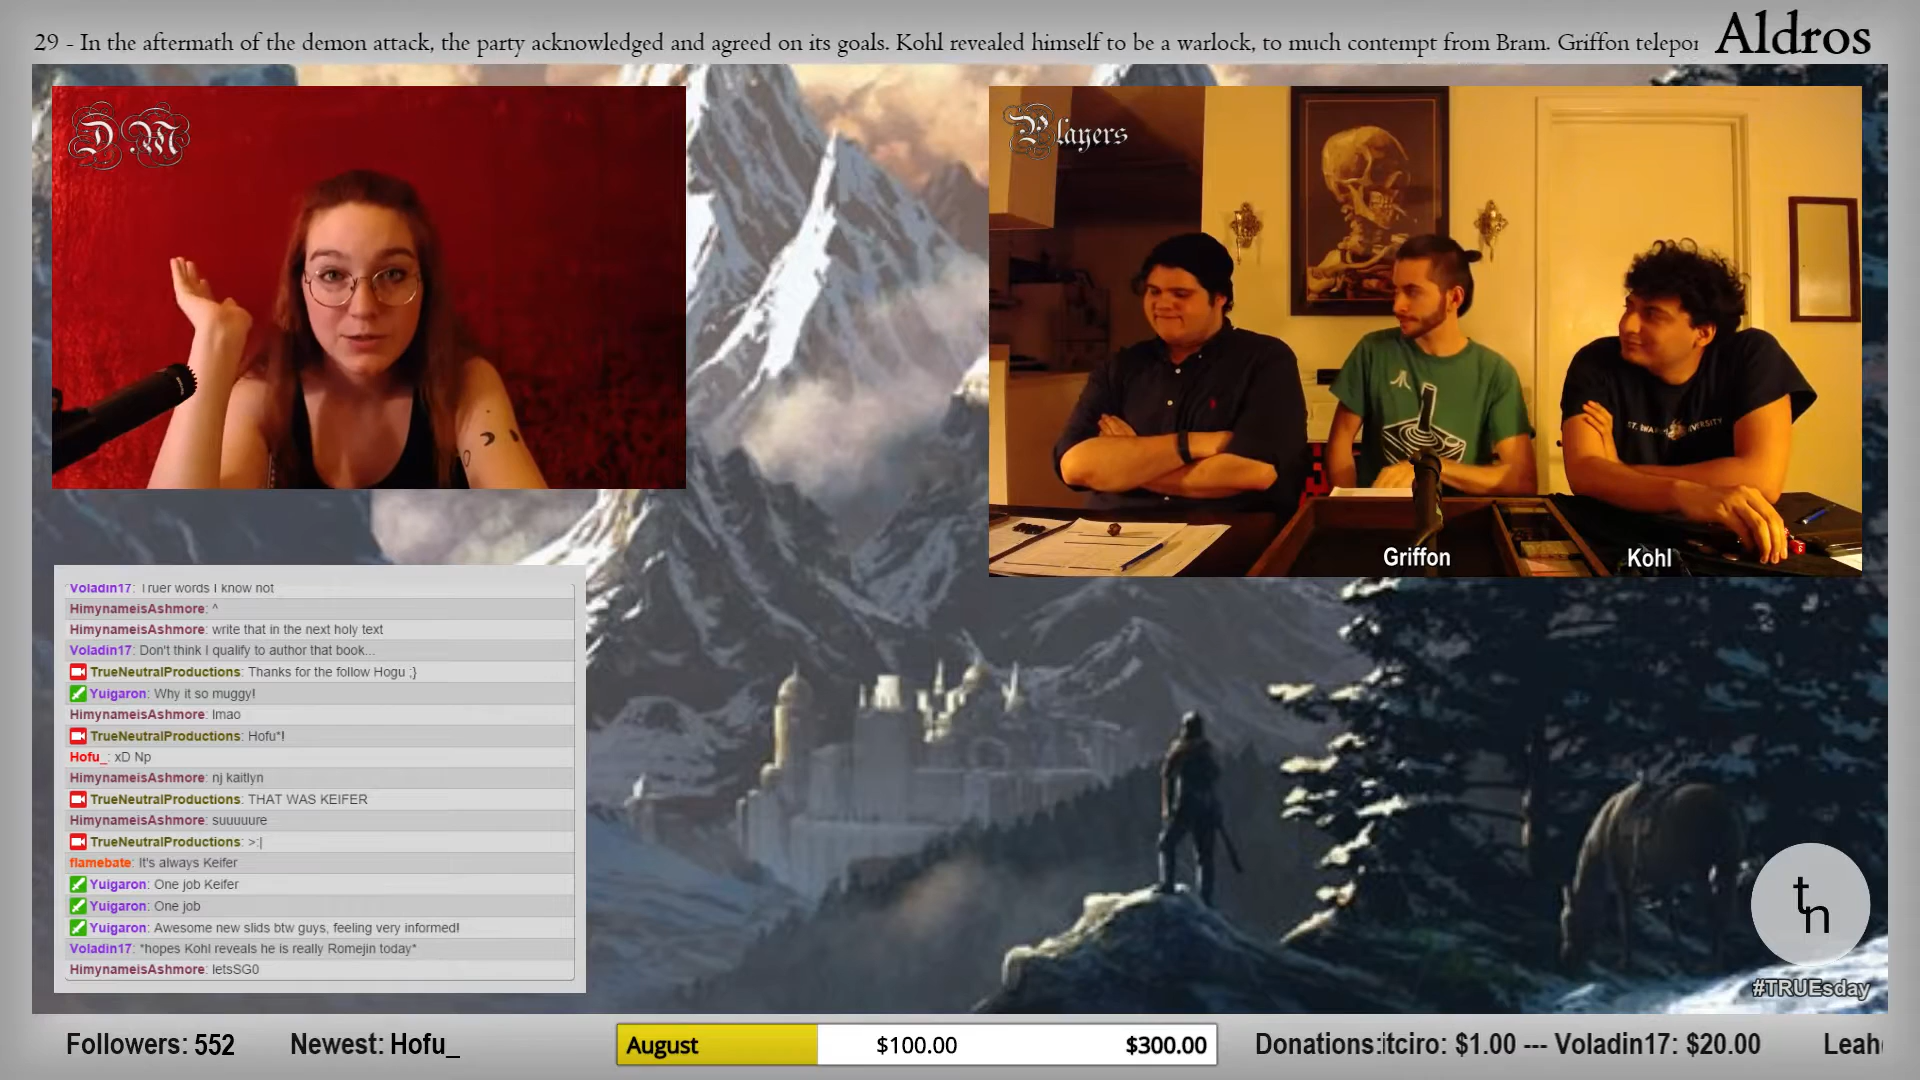 29 - In the aftermath of the demon attack, the party acknowledged and agreed on its goals. Kohl revealed himself to be a warlock, to much contempt from Bram. Griffon telepor
Aldros
DM
Players
Griffon
Kohl
Voladin17: Truer words I know not
HimynameisAshmore: ^
HimynameisAshmore: write that in the next holy text
Voladin17: Don't think I qualify to author that book...
TrueNeutralProductions: Thanks for the follow Hogu ;}
Yuigaron: Why it so muggy!
HimynameisAshmore: lmao
TrueNeutralProductions: Hofu*!
Hofu_: xD Np
HimynameisAshmore: nj kaitlyn
TrueNeutralProductions: THAT WAS KEIFER
HimynameisAshmore: suuuuure
TrueNeutralProductions: >:|
flamebate: It's always Keifer
Yuigaron: One job Keifer
Yuigaron: One job
Yuigaron: Awesome new slids btw guys, feeling very informed!
Voladin17: *hopes Kohl reveals he is really Romejin today*
HimynameisAshmore: letsSG0
tn
#TRUEsday
Followers: 552
Newest: Hofu_
August $100.00 $300.00
Donations: itciro: $1.00 --- Voladin17: $20.00 Leah